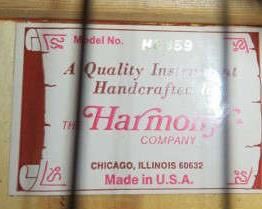 Model No. H
A Quality
Handcrafted
THE Harmony
COMPANY
CHICAGO, ILLINOIS 60632
Made in U.S.A.